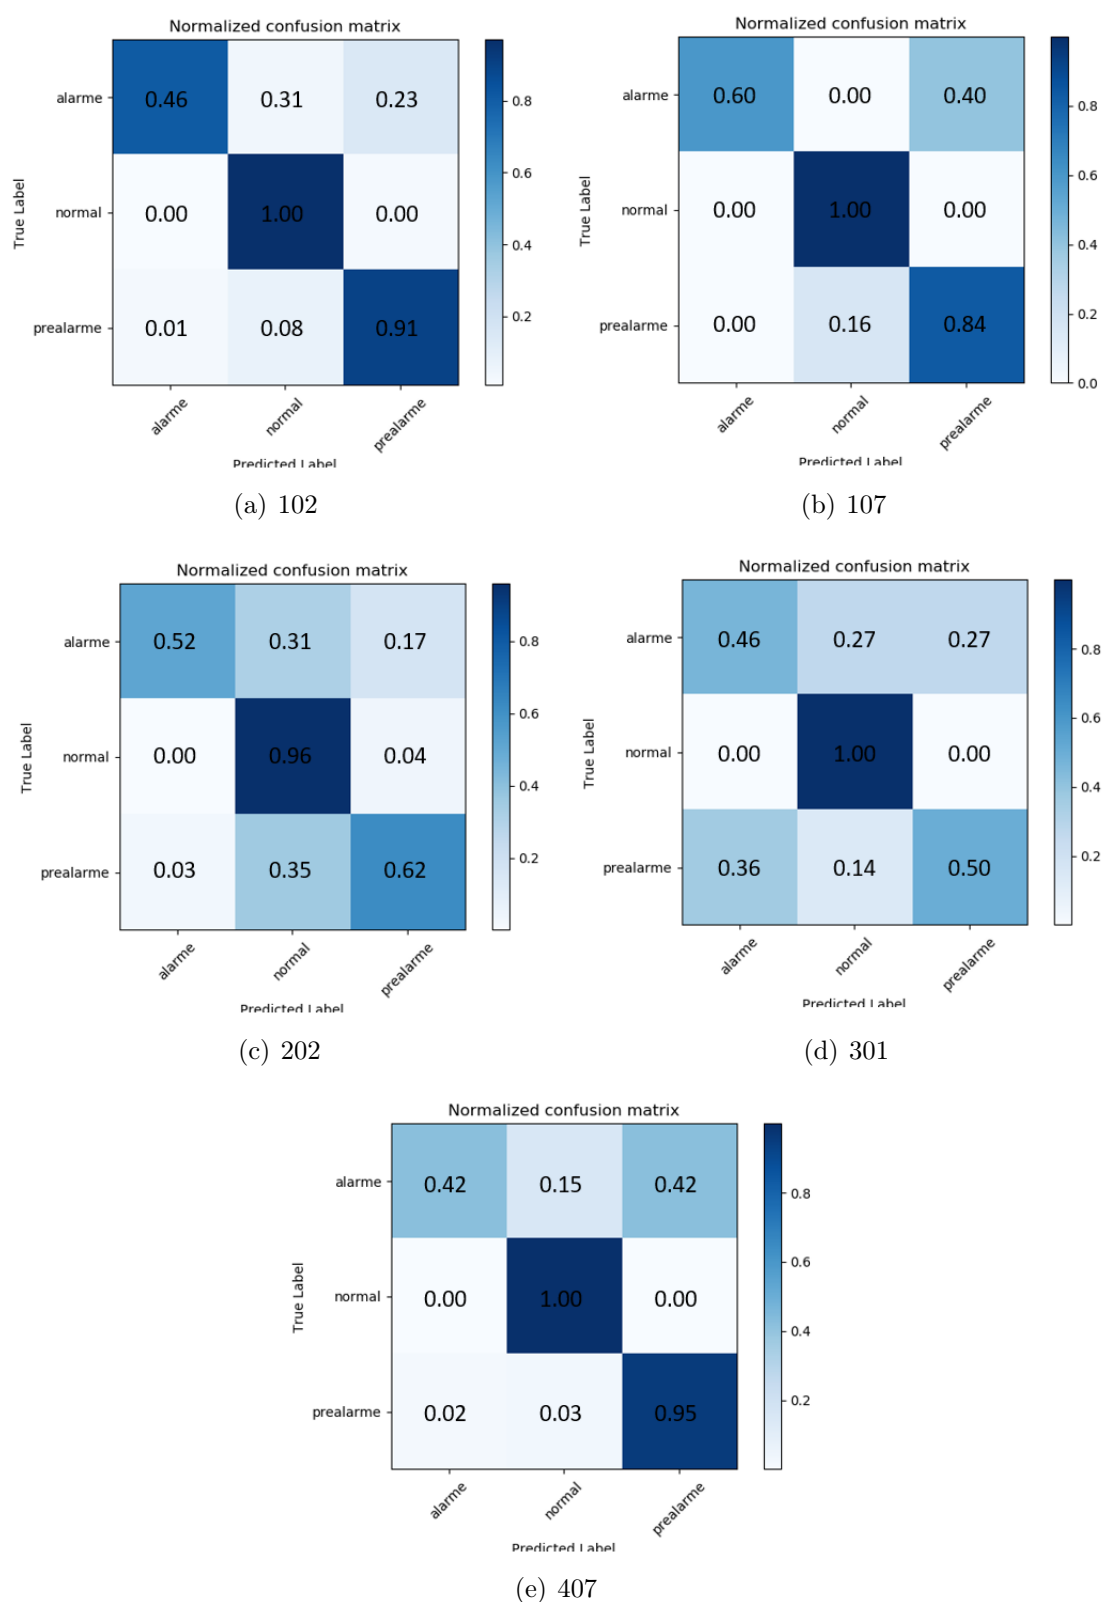 Normalized confusion matrix
alarme 0.46 0.31 0.23
normal 0.00 1.00 0.00
prealarme 0.01 0.08 0.91
True Label
alarme normal prealarme
Predicted Label
0.8
0.6
0.4
0.2
(a) 102
Normalized confusion matrix
alarme 0.60 0.00 0.40
normal 0.00 1.00 0.00
prealarme 0.00 0.16 0.84
True Label
alarme normal prealarme
Predicted Label
0.8
0.6
0.4
0.2
0.0
(b) 107
Normalized confusion matrix
alarme 0.52 0.31 0.17
normal 0.00 0.96 0.04
prealarme 0.03 0.35 0.62
True Label
alarme normal prealarme
Predicted Label
0.8
0.6
0.4
0.2
(c) 202
Normalized confusion matrix
alarme 0.46 0.27 0.27
normal 0.00 1.00 0.00
prealarme 0.36 0.14 0.50
True Label
alarme normal prealarme
Predicted Label
0.8
0.6
0.4
0.2
(d) 301
Normalized confusion matrix
alarme 0.42 0.15 0.42
normal 0.00 1.00 0.00
prealarme 0.02 0.03 0.95
True Label
alarme normal prealarme
Predicted Label
0.8
0.6
0.4
0.2
(e) 407